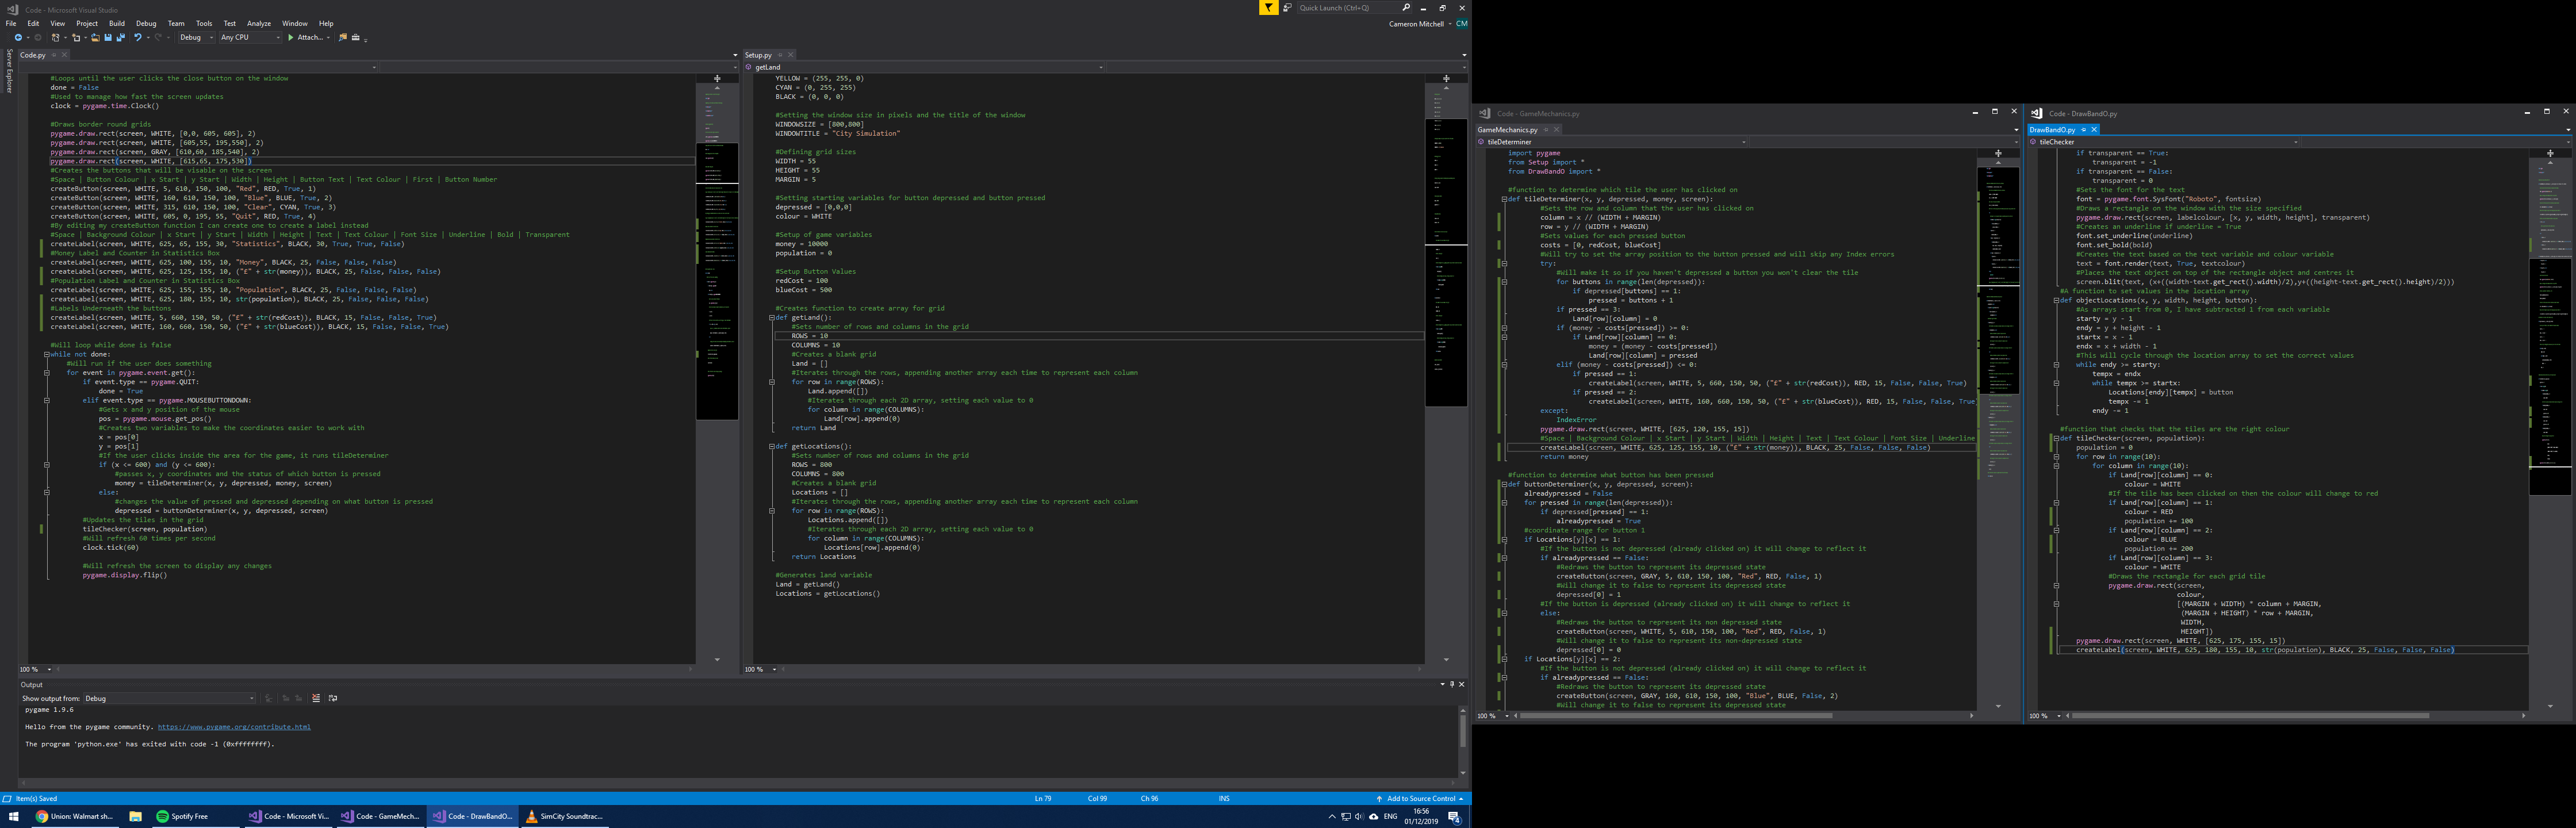 Code - Microsoft Visual Studio
Quick Launch (Ctrl+Q)
File Edit View Project Build Debug Team Tools Test Analyze Window Help
Cameron Mitchell CM
Debug Any CPU Attach...
Server Explorer
Code.py
#Loops until the user clicks the close button on the window
done = False
#Used to manage how fast the screen updates
clock = pygame.time.Clock()
#Draws border round grids
pygame.draw.rect(screen, WHITE, [0,0, 605, 605], 2)
pygame.draw.rect(screen, WHITE, [605,55, 195,550], 2)
pygame.draw.rect(screen, GRAY, [610,60, 185,540], 2)
pygame.draw.rect(screen, WHITE, [615,65, 175,530])
#Creates the buttons that will be visable on the screen
#Space | Button Colour | x Start | y Start | Width | Height | Button Text | Text Colour | First | Button Number
createButton(screen, WHITE, 5, 610, 150, 100, "Red", RED, True, 1)
createButton(screen, WHITE, 160, 610, 150, 100, "Blue", BLUE, True, 2)
createButton(screen, WHITE, 315, 610, 150, 100, "Clear", CYAN, True, 3)
createButton(screen, WHITE, 605, 0, 195, 55, "Quit", RED, True, 4)
#By editing my createButton function I can create one to create a label instead
#Space | Background Colour | x Start | y Start | Width | Height | Text | Text Colour | Font Size | Underline | Bold | Transparent
createLabel(screen, WHITE, 625, 65, 155, 30, "Statistics", BLACK, 30, True, True, False)
#Money Label and Counter in Statistics Box
createLabel(screen, WHITE, 625, 100, 155, 10, "Money", BLACK, 25, False, False, False)
createLabel(screen, WHITE, 625, 125, 155, 10, ("£" + str(money)), BLACK, 25, False, False, False)
#Population Label and Counter in Statistics Box
createLabel(screen, WHITE, 625, 155, 155, 10, "Population", BLACK, 25, False, False, False)
createLabel(screen, WHITE, 625, 180, 155, 10, str(population), BLACK, 25, False, False, False)
#Labels Underneath the buttons
createLabel(screen, WHITE, 5, 660, 150, 50, ("£" + str(redCost)), BLACK, 15, False, False, True)
createLabel(screen, WHITE, 160, 660, 150, 50, ("£" + str(blueCost)), BLACK, 15, False, False, True)
#Will loop while done is false
while not done:
#Will run if the user does something
for event in pygame.event.get():
if event.type == pygame.QUIT:
done = True
elif event.type == pygame.MOUSEBUTTONDOWN:
#Gets x and y position of the mouse
pos = pygame.mouse.get_pos()
#Creates two variables to make the coordinates easier to work with
x = pos[0]
y = pos[1]
#If the user clicks inside the area for the game, it runs tileDeterminer
if (x <= 600) and (y <= 600):
#passes x, y coordinates and the status of which button is pressed
money = tileDeterminer(x, y, depressed, money, screen)
else:
#changes the value of pressed and depressed depending on what button is pressed
depressed = buttonDeterminer(x, y, depressed, screen)
#Updates the tiles in the grid
tileChecker(screen, population)
#Will refresh 60 times per second
clock.tick(60)
#Will refresh the screen to display any changes
pygame.display.flip()
100 %
Setup.py
getLand
YELLOW = (255, 255, 0)
CYAN = (0, 255, 255)
BLACK = (0, 0, 0)
#Setting the window size in pixels and the title of the window
WINDOWSIZE = [800,800]
WINDOWTITLE = "City Simulation"
#Defining grid sizes
WIDTH = 55
HEIGHT = 55
MARGIN = 5
#Setting starting variables for button depressed and button pressed
depressed = [0,0,0]
colour = WHITE
#Setup of game variables
money = 10000
population = 0
#Setup Button Values
redCost = 100
blueCost = 500
#Creates function to create array for grid
def getLand():
#Sets number of rows and columns in the grid
ROWS = 10
COLUMNS = 10
#Creates a blank grid
Land = []
#Iterates through the rows, appending another array each time to represent each column
for row in range(ROWS):
Land.append([])
#Iterates through each 2D array, setting each value to 0
for column in range(COLUMNS):
Land[row].append(0)
return Land
def getLocations():
#Sets number of rows and columns in the grid
ROWS = 800
COLUMNS = 800
#Creates a blank grid
Locations = []
#Iterates through the rows, appending another array each time to represent each column
for row in range(ROWS):
Locations.append([])
#Iterates through each 2D array, setting each value to 0
for column in range(COLUMNS):
Locations[row].append(0)
return Locations
#Generates land variable
Land = getLand()
Locations = getLocations()
100 %
Output
Show output from: Debug
pygame 1.9.6
Hello from the pygame community. https://www.pygame.org/contribute.html
The program 'python.exe' has exited with code -1 (0xffffffff).
Item(s) Saved Ln 79 Col 99 Ch 96 INS Add to Source Control
Union: Walmart sh... Spotify Free Code - Microsoft Vi... Code - GameMech... Code - DrawBandO... SimCity Soundtrac... ENG 16:56 01/12/2019 4
Code - GameMechanics.py
GameMechanics.py
tileDeterminer
import pygame
from Setup import *
from DrawBandO import *
#function to determine which tile the user has clicked on
def tileDeterminer(x, y, depressed, money, screen):
#Sets the row and column that the user has clicked on
column = x // (WIDTH + MARGIN)
row = y // (WIDTH + MARGIN)
#Sets values for each pressed button
costs = [0, redCost, blueCost]
#Will try to set the array position to the button pressed and will skip any Index errors
try:
#Will make it so if you haven't depressed a button you won't clear the tile
for buttons in range(len(depressed)):
if depressed[buttons] == 1:
pressed = buttons + 1
if pressed == 3:
Land[row][column] = 0
if (money - costs[pressed]) >= 0:
if Land[row][column] == 0:
money = (money - costs[pressed])
Land[row][column] = pressed
elif (money - costs[pressed]) <= 0:
if pressed == 1:
createLabel(screen, WHITE, 5, 660, 150, 50, ("£" + str(redCost)), RED, 15, False, False, True)
if pressed == 2:
createLabel(screen, WHITE, 160, 660, 150, 50, ("£" + str(blueCost)), RED, 15, False, False, True
except:
IndexError
pygame.draw.rect(screen, WHITE, [625, 120, 155, 15])
#Space | Background Colour | x Start | y Start | Width | Height | Text | Text Colour | Font Size | Underline
createLabel(screen, WHITE, 625, 125, 155, 10, ("£" + str(money)), BLACK, 25, False, False, False)
return money
#function to determine what button has been pressed
def buttonDeterminer(x, y, depressed, screen):
alreadypressed = False
for pressed in range(len(depressed)):
if depressed[pressed] == 1:
alreadypressed = True
#coordinate range for button 1
if Locations[y][x] == 1:
#If the button is not depressed (already clicked on) it will change to reflect it
if alreadypressed == False:
#Redraws the button to represent its depressed state
createButton(screen, GRAY, 5, 610, 150, 100, "Red", RED, False, 1)
#Will change it to false to represent its depressed state
depressed[0] = 1
#If the button is depressed (already clicked on) it will change to reflect it
else:
#Redraws the button to represent its non depressed state
createButton(screen, WHITE, 5, 610, 150, 100, "Red", RED, False, 1)
#Will change it to false to represent its non-depressed state
depressed[0] = 0
if Locations[y][x] == 2:
#If the button is not depressed (already clicked on) it will change to reflect it
if alreadypressed == False:
#Redraws the button to represent its depressed state
createButton(screen, GRAY, 160, 610, 150, 100, "Blue", BLUE, False, 2)
#Will change it to false to represent its depressed state
100 %
Code - DrawBandO.py
DrawBandO.py
tileChecker
if transparent == True:
transparent = -1
if transparent == False:
transparent = 0
#Sets the font for the text
font = pygame.font.SysFont("Roboto", fontsize)
#Draws a rectangle on the window with the size specified
pygame.draw.rect(screen, labelcolour, [x, y, width, height], transparent)
#Creates an underline if underline = True
font.set_underline(underline)
font.set_bold(bold)
#Creates the text based on the text variable and colour variable
text = font.render(text, True, textcolour)
#Places the text object on top of the rectangle object and centres it
screen.blit(text, (x+((width-text.get_rect().width)/2),y+((height-text.get_rect().height)/2)))
#A function to set values in the location array
def objectLocations(x, y, width, height, button):
#As arrays start from 0, I have subtracted 1 from each variable
starty = y - 1
endy = y + height - 1
startx = x - 1
endx = x + width - 1
#This will cycle through the location array to set the correct values
while endy >= starty:
tempx = endx
while tempx >= startx:
Locations[endy][tempx] = button
tempx -= 1
endy -= 1
#function that checks that the tiles are the right colour
def tileChecker(screen, population):
population = 0
for row in range(10):
for column in range(10):
if Land[row][column] == 0:
colour = WHITE
#If the tile has been clicked on then the colour will change to red
if Land[row][column] == 1:
colour = RED
population += 100
if Land[row][column] == 2:
colour = BLUE
population += 200
if Land[row][column] == 3:
colour = WHITE
#Draws the rectangle for each grid tile
pygame.draw.rect(screen,
colour,
[(MARGIN + WIDTH) * column + MARGIN,
(MARGIN + HEIGHT) * row + MARGIN,
WIDTH,
HEIGHT])
pygame.draw.rect(screen, WHITE, [625, 175, 155, 15])
createLabel(screen, WHITE, 625, 180, 155, 10, str(population), BLACK, 25, False, False, False)
100 %